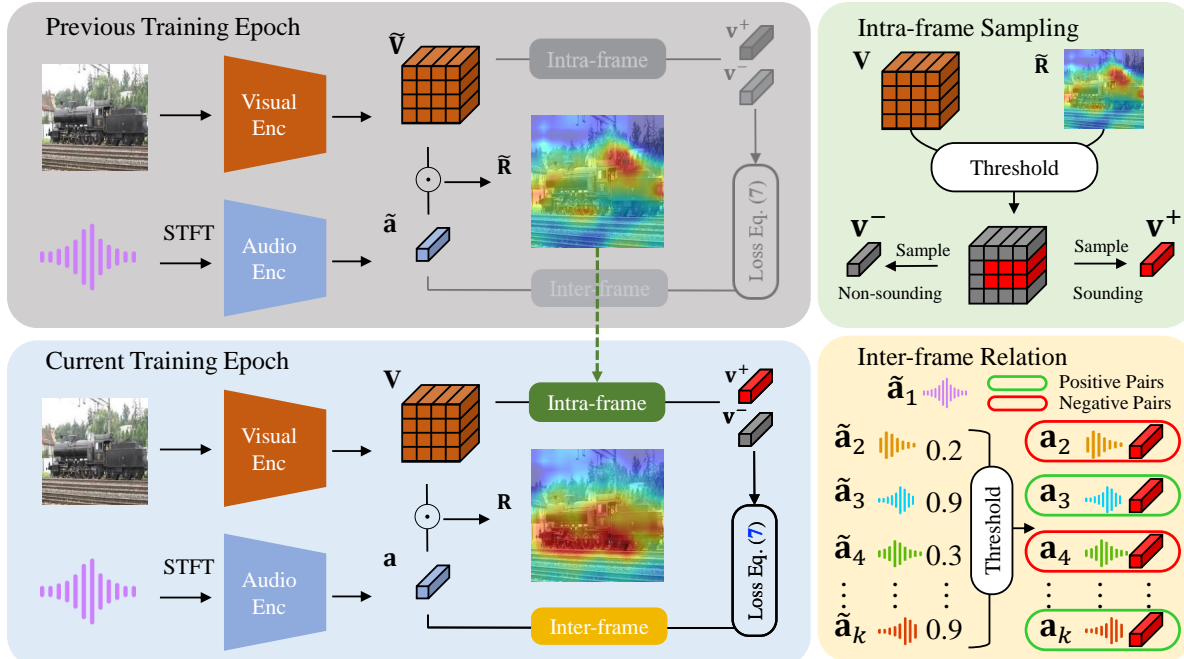 Previous Training Epoch
Visual
Enc
Ṽ
Intra-frame
v⁺
v⁻
STFT
Audio
Enc
ã
R̃
Inter-frame
Loss Eq. (7)
Current Training Epoch
Visual
Enc
V
Intra-frame
v⁺
v⁻
STFT
Audio
Enc
a
R
Inter-frame
Loss Eq. (7)
Intra-frame Sampling
V
R̃
Threshold
v⁻
Sample
Non-sounding
Sample
Sounding
v⁺
Inter-frame Relation
ã₁
Positive Pairs
Negative Pairs
ã₂ 0.2
ã₃ 0.9
ã₄ 0.3
ãₖ 0.9
Threshold
a₂
a₃
a₄
aₖ